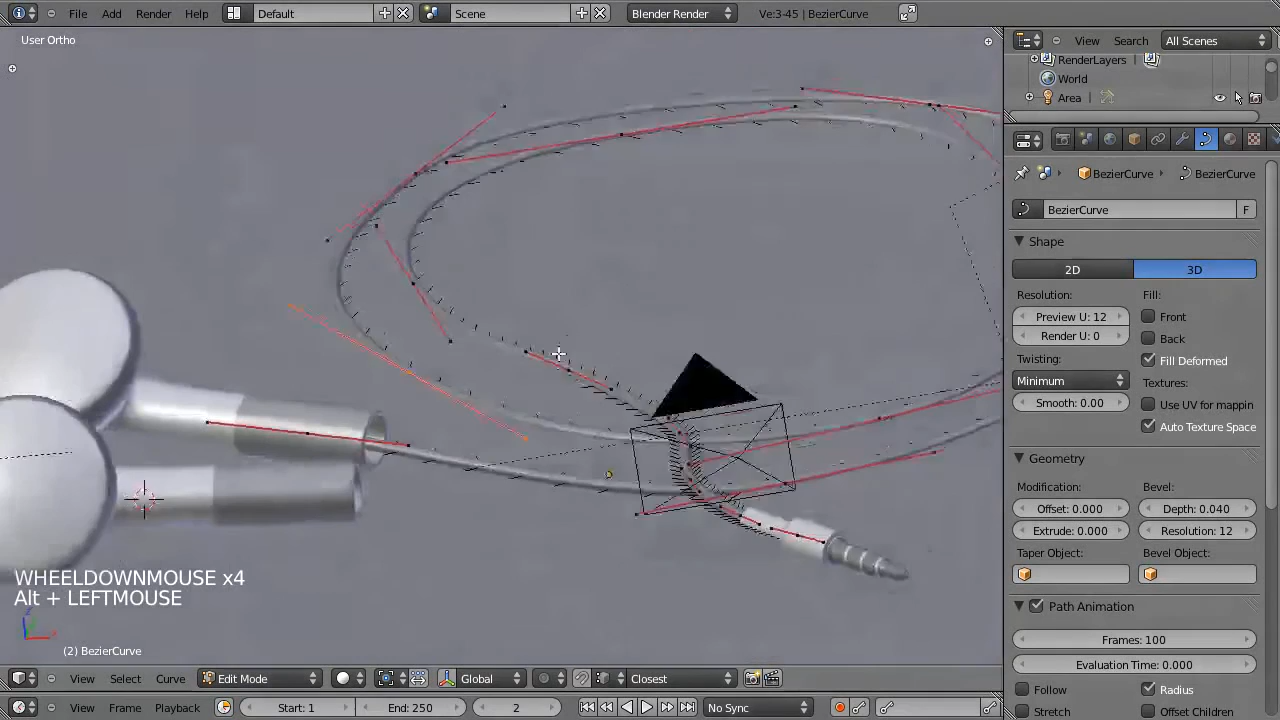 File Add Render Help Default Scene Blender Render Ve:3-45 | BezierCurve
User Ortho
View Search All Scenes
RenderLayers
World
Area
BezierCurve BezierCurve
BezierCurve F
Shape
2D 3D
Resolution: Fill:
Preview U: 12 Front
Render U: 0 Back
Twisting: Fill Deformed
Minimum Textures:
Smooth: 0.00 Use UV for mappin
Auto Texture Space
Geometry
Modification: Bevel:
Offset: 0.000 Depth: 0.040
Extrude: 0.000 Resolution: 12
Taper Object: Bevel Object:
Path Animation
Frames: 100
Evaluation Time: 0.000
Follow Radius
Stretch Offset Children
WHEELDOWNMOUSE x4
Alt + LEFTMOUSE
(2) BezierCurve
View Select Curve Edit Mode Global Closest
View Frame Playback Start: 1 End: 250 2 No Sync